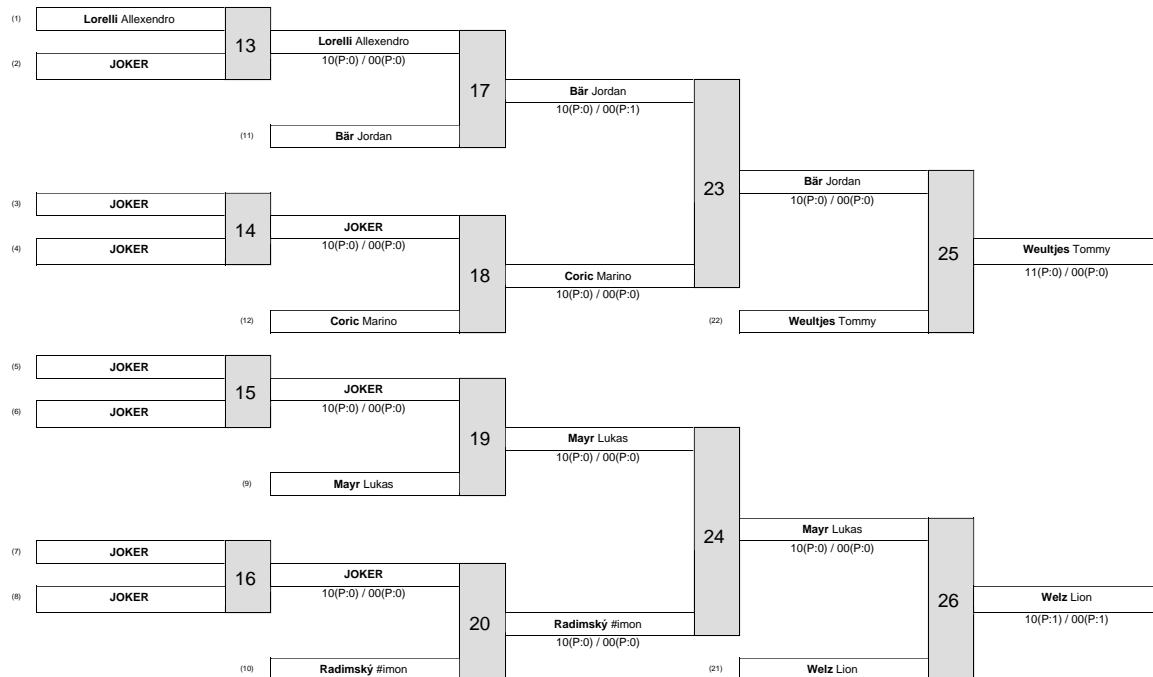 (1) Lorelli Allexendro
13
Lorelli Allexendro
10(P:0) / 00(P:0)
(2) JOKER
17
Bär Jordan
10(P:0) / 00(P:1)
(11) Bär Jordan
23
Bär Jordan
10(P:0) / 00(P:0)
(3) JOKER
14
JOKER
10(P:0) / 00(P:0)
(4) JOKER
18
Coric Marino
10(P:0) / 00(P:0)
(12) Coric Marino
25
Weultjes Tommy
11(P:0) / 00(P:0)
(22) Weultjes Tommy
(5) JOKER
15
JOKER
10(P:0) / 00(P:0)
(6) JOKER
19
Mayr Lukas
10(P:0) / 00(P:0)
(9) Mayr Lukas
24
Mayr Lukas
10(P:0) / 00(P:0)
(7) JOKER
16
JOKER
10(P:0) / 00(P:0)
(8) JOKER
20
Radimský #imon
10(P:0) / 00(P:0)
(10) Radimský #imon
26
Welz Lion
10(P:1) / 00(P:1)
(21) Welz Lion